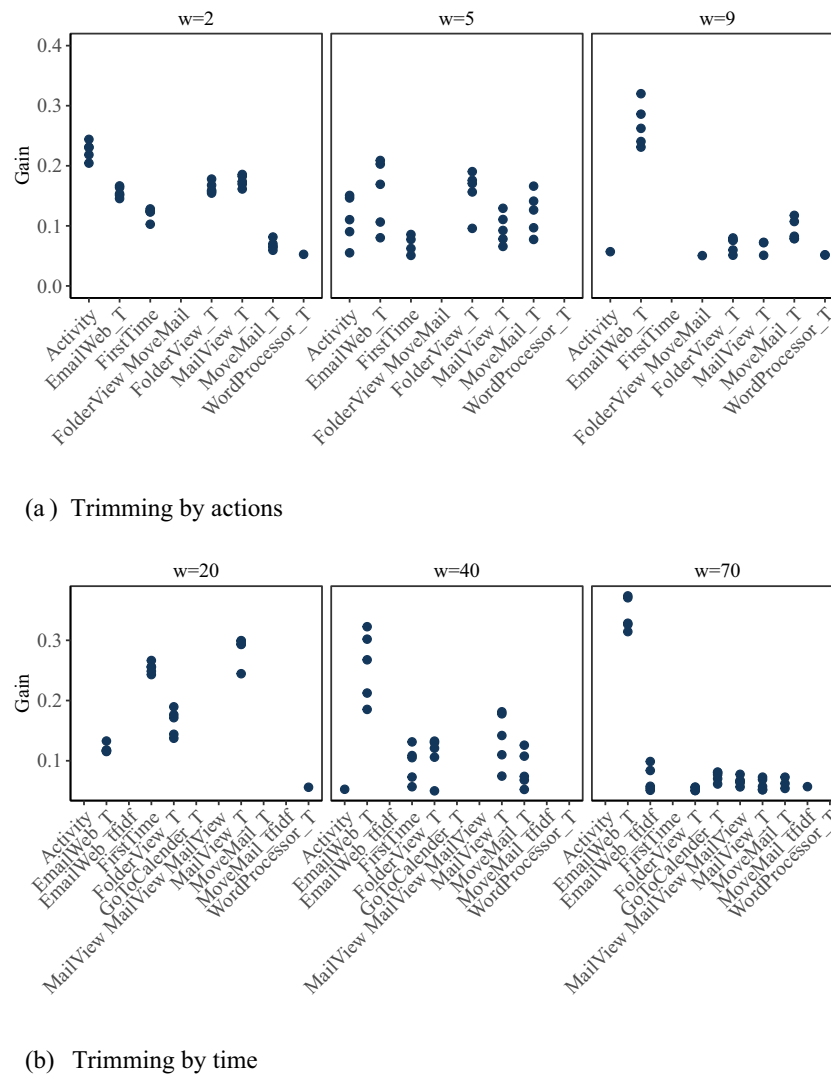 w=2 w=5 w=9
0.4
0.3
0.2
0.1
0.0
Gain
Activity
EmailWeb_T
FirstTime
FolderView MoveMail
FolderView_T
MailView_T
MoveMail_T
WordProcessor_T
Activity
EmailWeb_T
FirstTime
FolderView MoveMail
FolderView_T
MailView_T
MoveMail_T
WordProcessor_T
Activity
EmailWeb_T
FirstTime
FolderView MoveMail
FolderView_T
MailView_T
MoveMail_T
WordProcessor_T
(a) Trimming by actions
w=20 w=40 w=70
0.3
0.2
0.1
Gain
Activity
EmailWeb_T
EmailWeb_tfidf
FirstTime
FolderView_T
GoToCalender_T
MailView MailView MailView
MailView_T
MoveMail_T
MoveMail_tfidf
WordProcessor_T
Activity
EmailWeb_T
EmailWeb_tfidf
FirstTime
FolderView_T
GoToCalender_T
MailView MailView MailView
MailView_T
MoveMail_T
MoveMail_tfidf
WordProcessor_T
Activity
EmailWeb_T
EmailWeb_tfidf
FirstTime
FolderView_T
GoToCalender_T
MailView MailView MailView
MailView_T
MoveMail_T
MoveMail_tfidf
WordProcessor_T
(b) Trimming by time